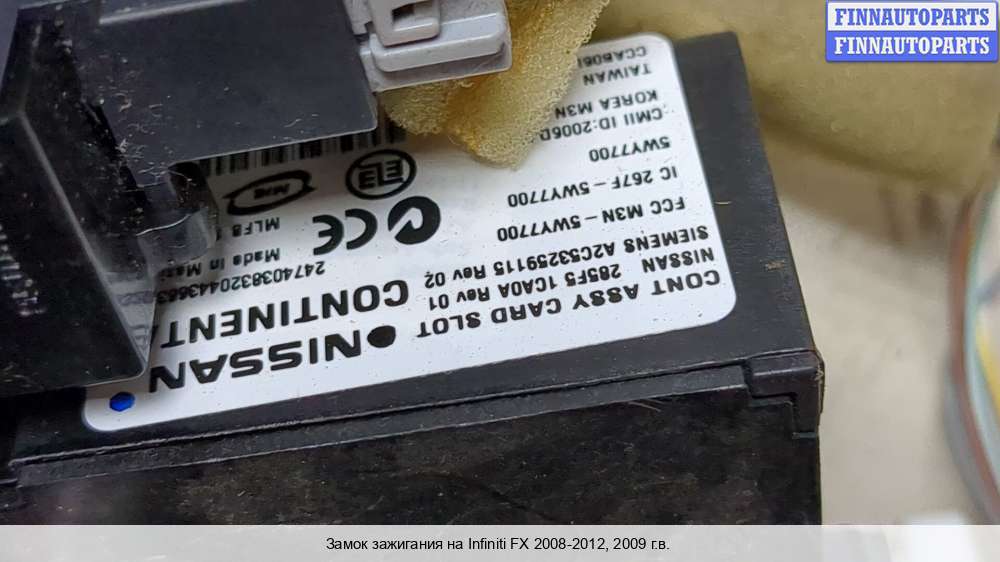 FINNAUTOPARTS
FINNAUTOPARTS
CONT ASSY CARD SLOT
NISSAN 285F5 1CA0A Rev 01
SIEMENS A2C53259115 Rev 02
FCC M3N-5WY7700
IC 267F-5WY7700
5WY7700
CMII ID:2006D
KOREA M3N
TAIWAN
NISSAN
CONTINENT
Made in
MLFB
CE
Замок зажигания на Infiniti FX 2008-2012, 2009 г.в.